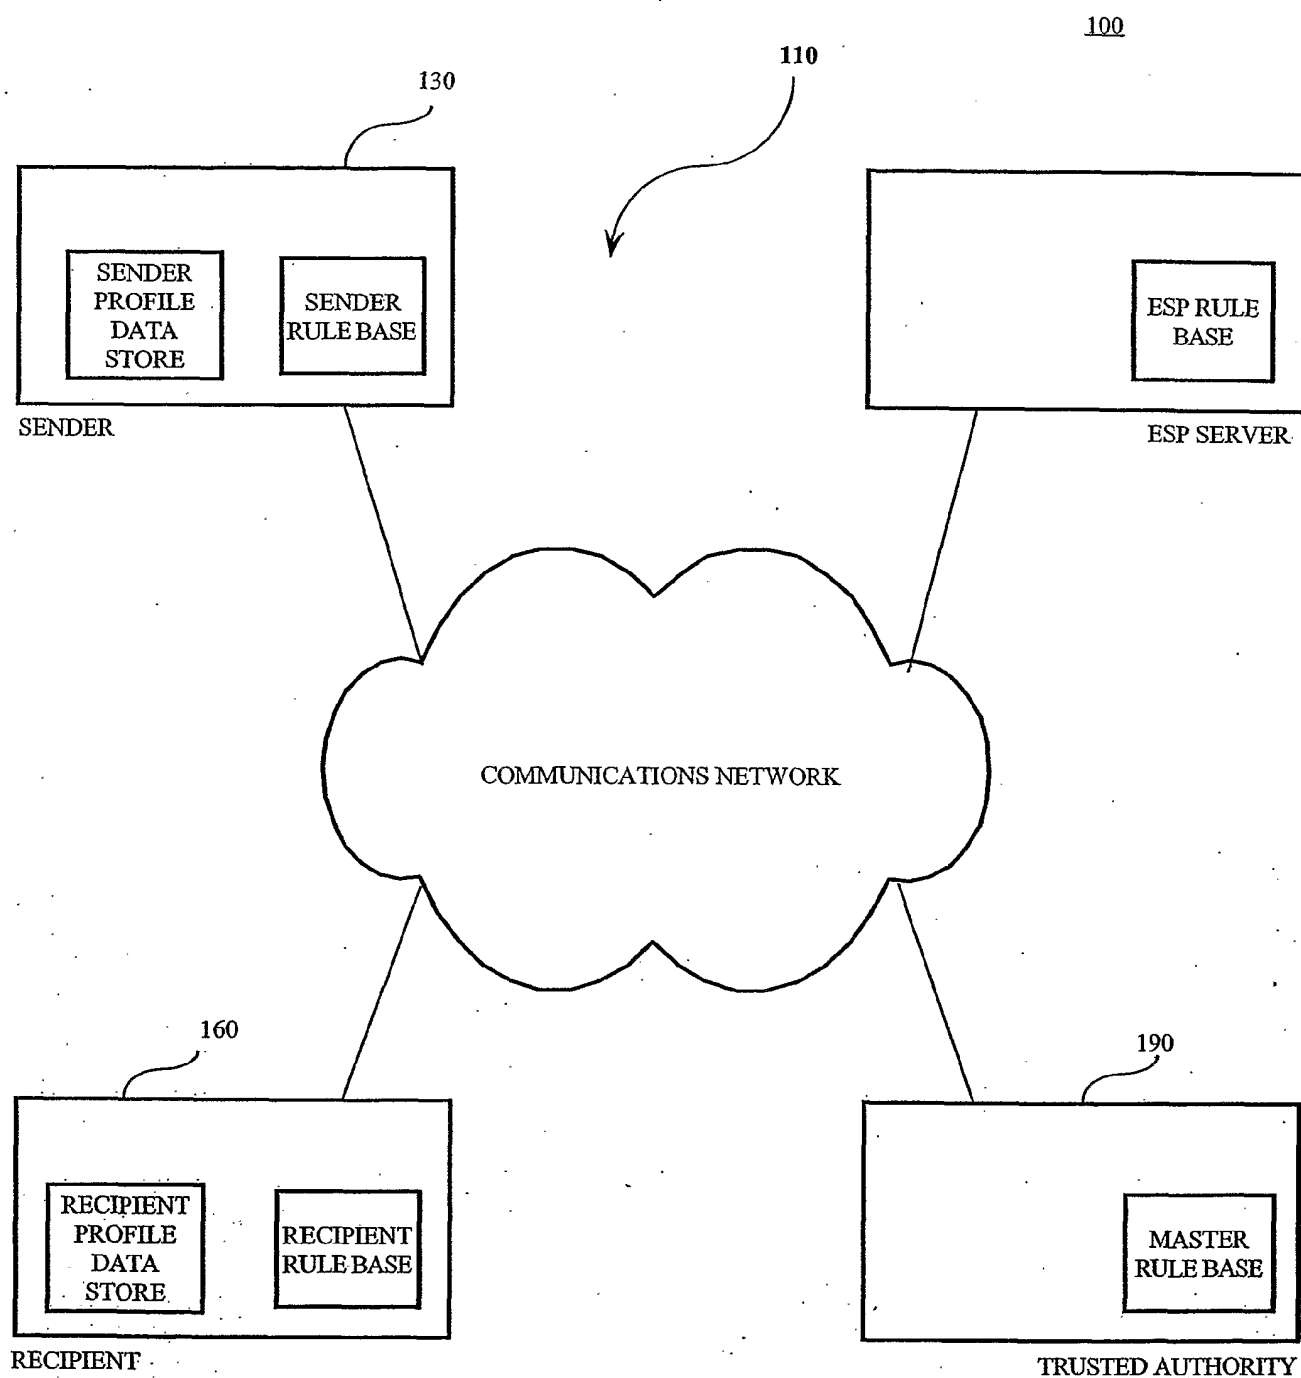 100
110
130
SENDER
PROFILE
DATA
STORE
SENDER
RULE BASE
SENDER
ESP RULE
BASE
ESP SERVER
COMMUNICATIONS NETWORK
160
RECIPIENT
PROFILE
DATA
STORE
RECIPIENT
RULE BASE
RECIPIENT
190
MASTER
RULE BASE
TRUSTED AUTHORITY